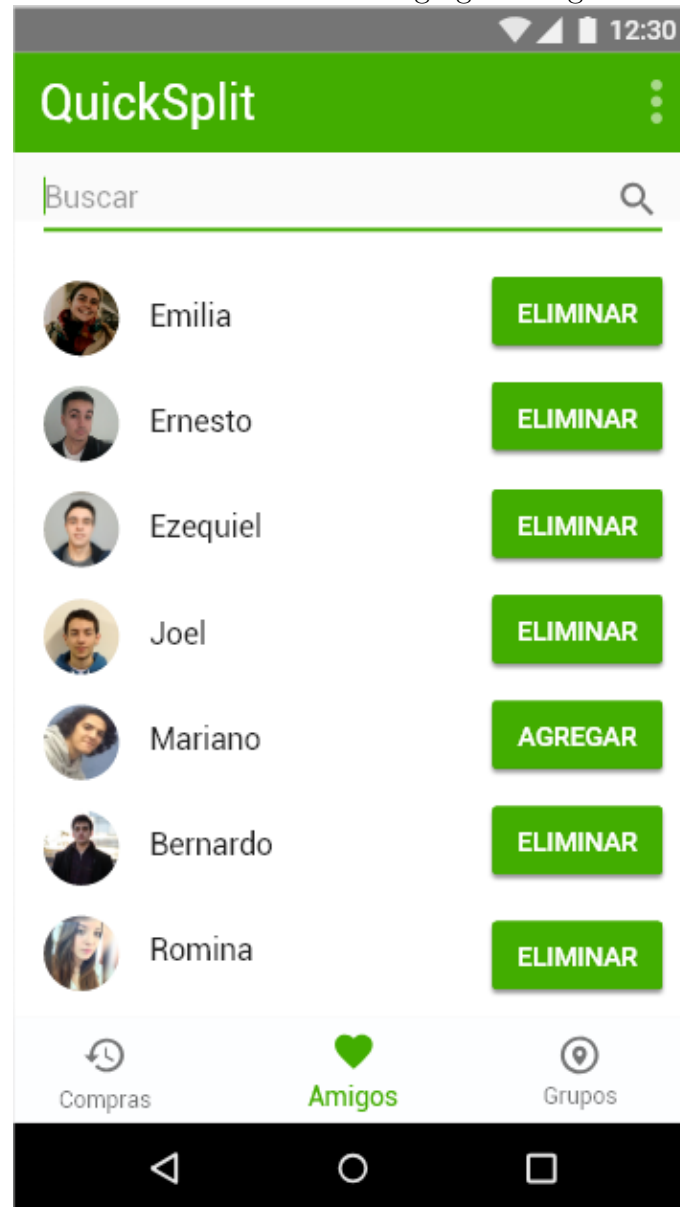 12:30
QuickSplit
Buscar
Emilia ELIMINAR
Ernesto ELIMINAR
Ezequiel ELIMINAR
Joel ELIMINAR
Mariano AGREGAR
Bernardo ELIMINAR
Romina ELIMINAR
Compras Amigos Grupos